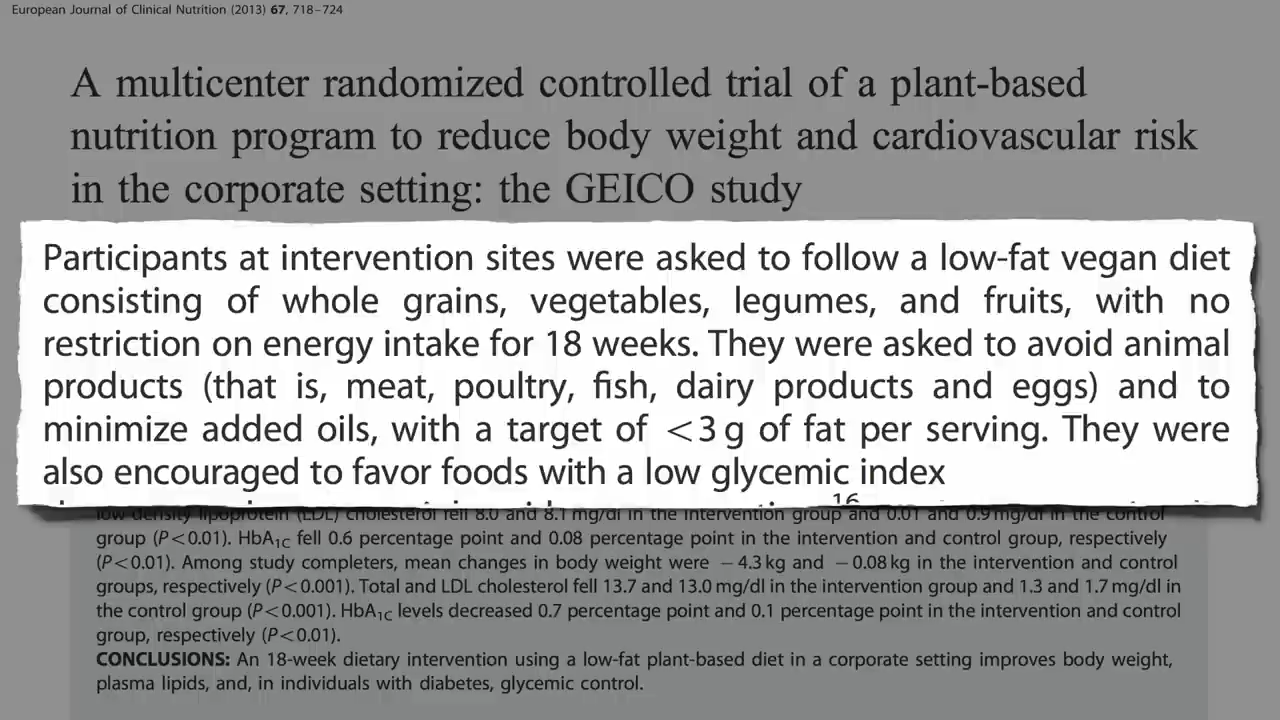 European Journal of Clinical Nutrition (2013) 67, 718–724
A multicenter randomized controlled trial of a plant-based
nutrition program to reduce body weight and cardiovascular risk
in the corporate setting: the GEICO study
Participants at intervention sites were asked to follow a low-fat vegan diet
consisting of whole grains, vegetables, legumes, and fruits, with no
restriction on energy intake for 18 weeks. They were asked to avoid animal
products (that is, meat, poultry, fish, dairy products and eggs) and to
minimize added oils, with a target of <3 g of fat per serving. They were
also encouraged to favor foods with a low glycemic index
16
low density lipoprotein (LDL) cholesterol fell 8.0 and 8.1 mg/dl in the intervention group and 0.01 and 0.9 mg/dl in the control
group (P<0.01). HbA1C fell 0.6 percentage point and 0.08 percentage point in the intervention and control group, respectively
(P<0.01). Among study completers, mean changes in body weight were −4.3 kg and −0.08 kg in the intervention and control
groups, respectively (P<0.001). Total and LDL cholesterol fell 13.7 and 13.0 mg/dl in the intervention group and 1.3 and 1.7 mg/dl in
the control group (P<0.001). HbA1C levels decreased 0.7 percentage point and 0.1 percentage point in the intervention and control
group, respectively (P<0.01).
CONCLUSIONS: An 18-week dietary intervention using a low-fat plant-based diet in a corporate setting improves body weight,
plasma lipids, and, in individuals with diabetes, glycemic control.